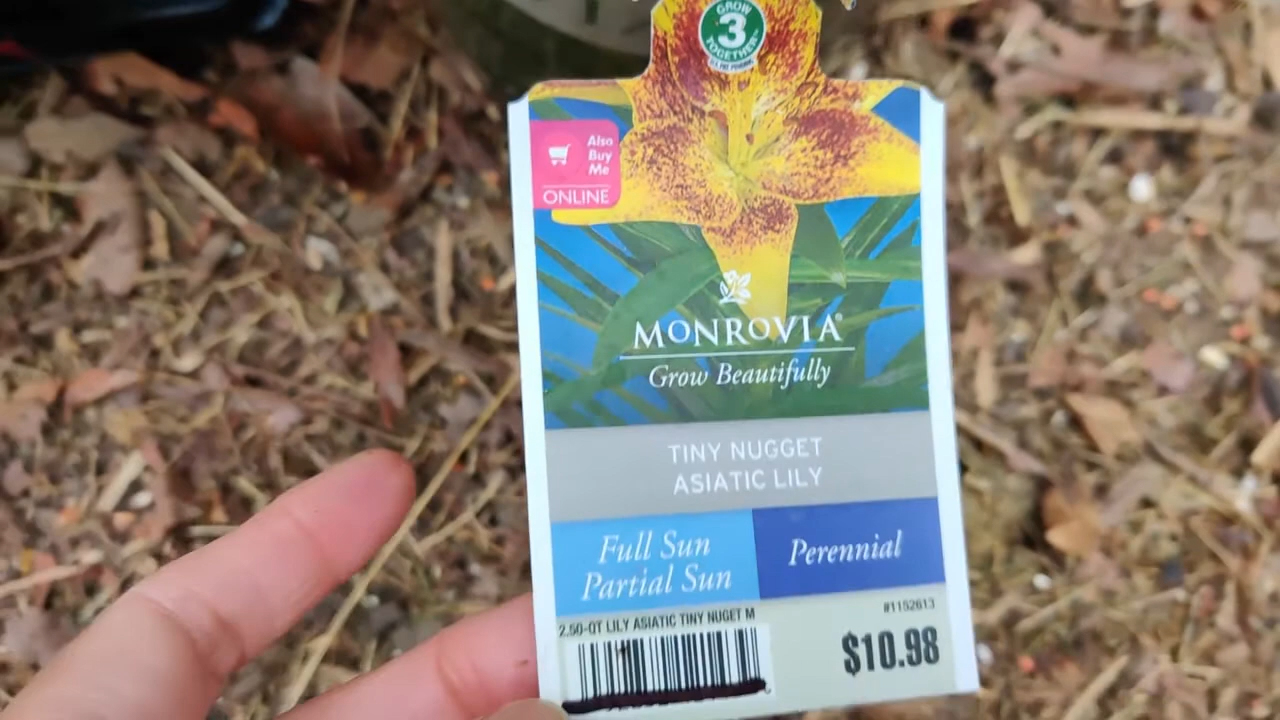 GROW
3
TOGETHER
Also
Buy
Me
ONLINE
MONROVIA®
Grow Beautifully
TINY NUGGET
ASIATIC LILY
Full Sun
Partial Sun
Perennial
#1152613
2.50-QT LILY ASIATIC TINY NUGET M
$10.98